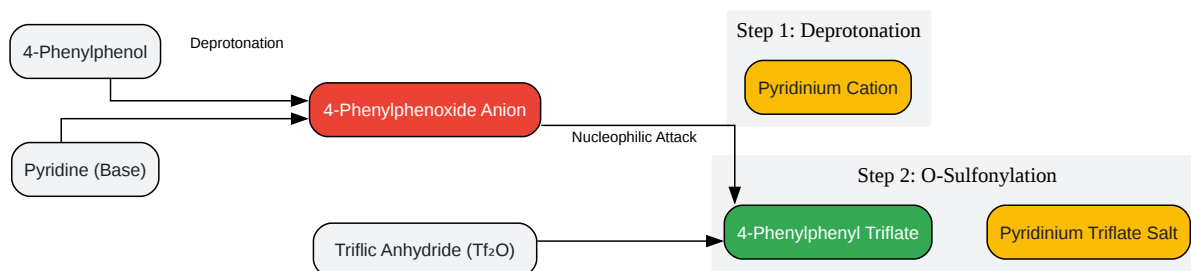 4-Phenylphenol
Deprotonation
Step 1: Deprotonation
Pyridinium Cation
4-Phenylphenoxide Anion
Nucleophilic Attack
Pyridine (Base)
Step 2: O-Sulfonylation
4-Phenylphenyl Triflate
Pyridinium Triflate Salt
Triflic Anhydride (Tf₂O)